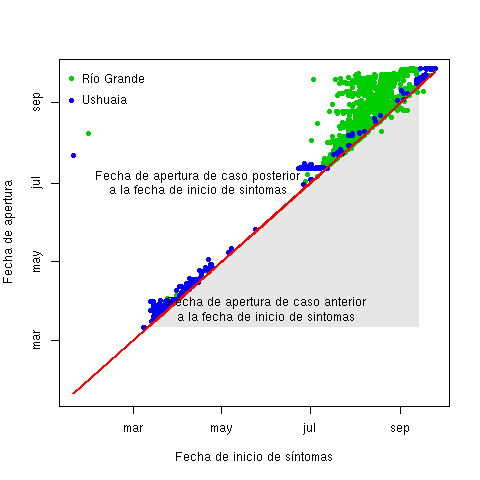 Río Grande
Ushuaia
Fecha de apertura de caso posterior
a la fecha de inicio de sintomas
Fecha de apertura de caso anterior
a la fecha de inicio de sintomas
Fecha de apertura
sep
jul
may
mar
mar may jul sep
Fecha de inicio de síntomas